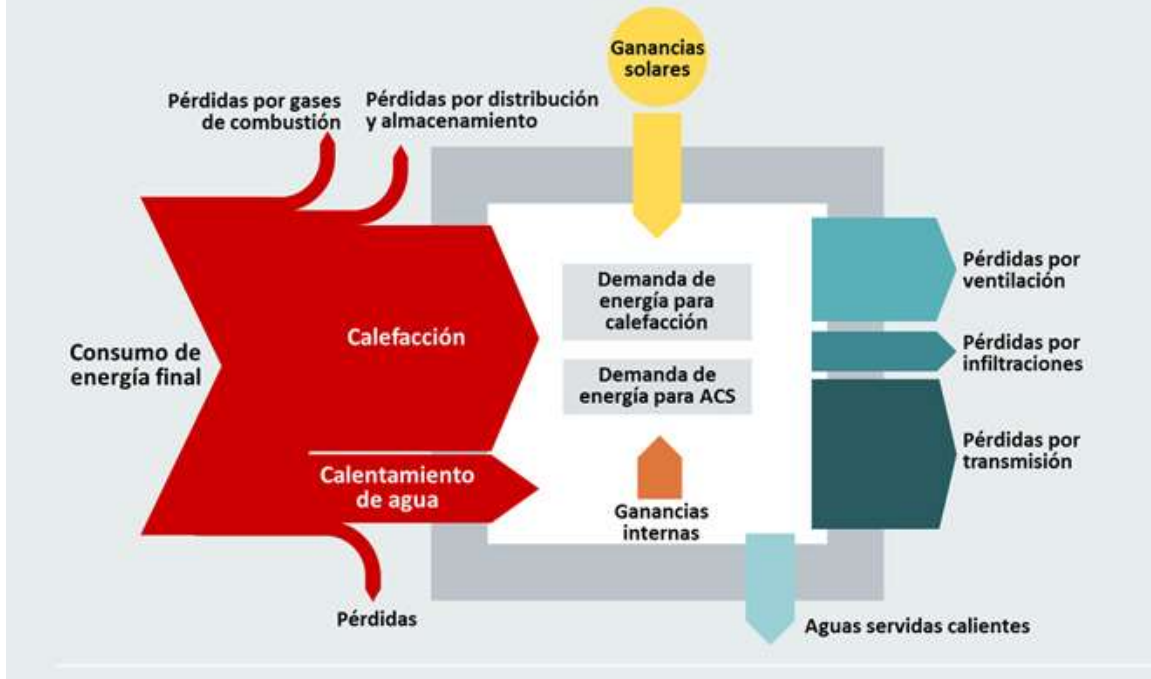 Ganancias
solares
Pérdidas por gases
de combustión
Pérdidas por distribución
y almacenamiento
Consumo de
energía final
Calefacción
Calentamiento
de agua
Pérdidas
Demanda de
energía para
calefacción
Demanda de
energía para ACS
Ganancias
internas
Pérdidas por
ventilación
Pérdidas por
infiltraciones
Pérdidas por
transmisión
Aguas servidas calientes